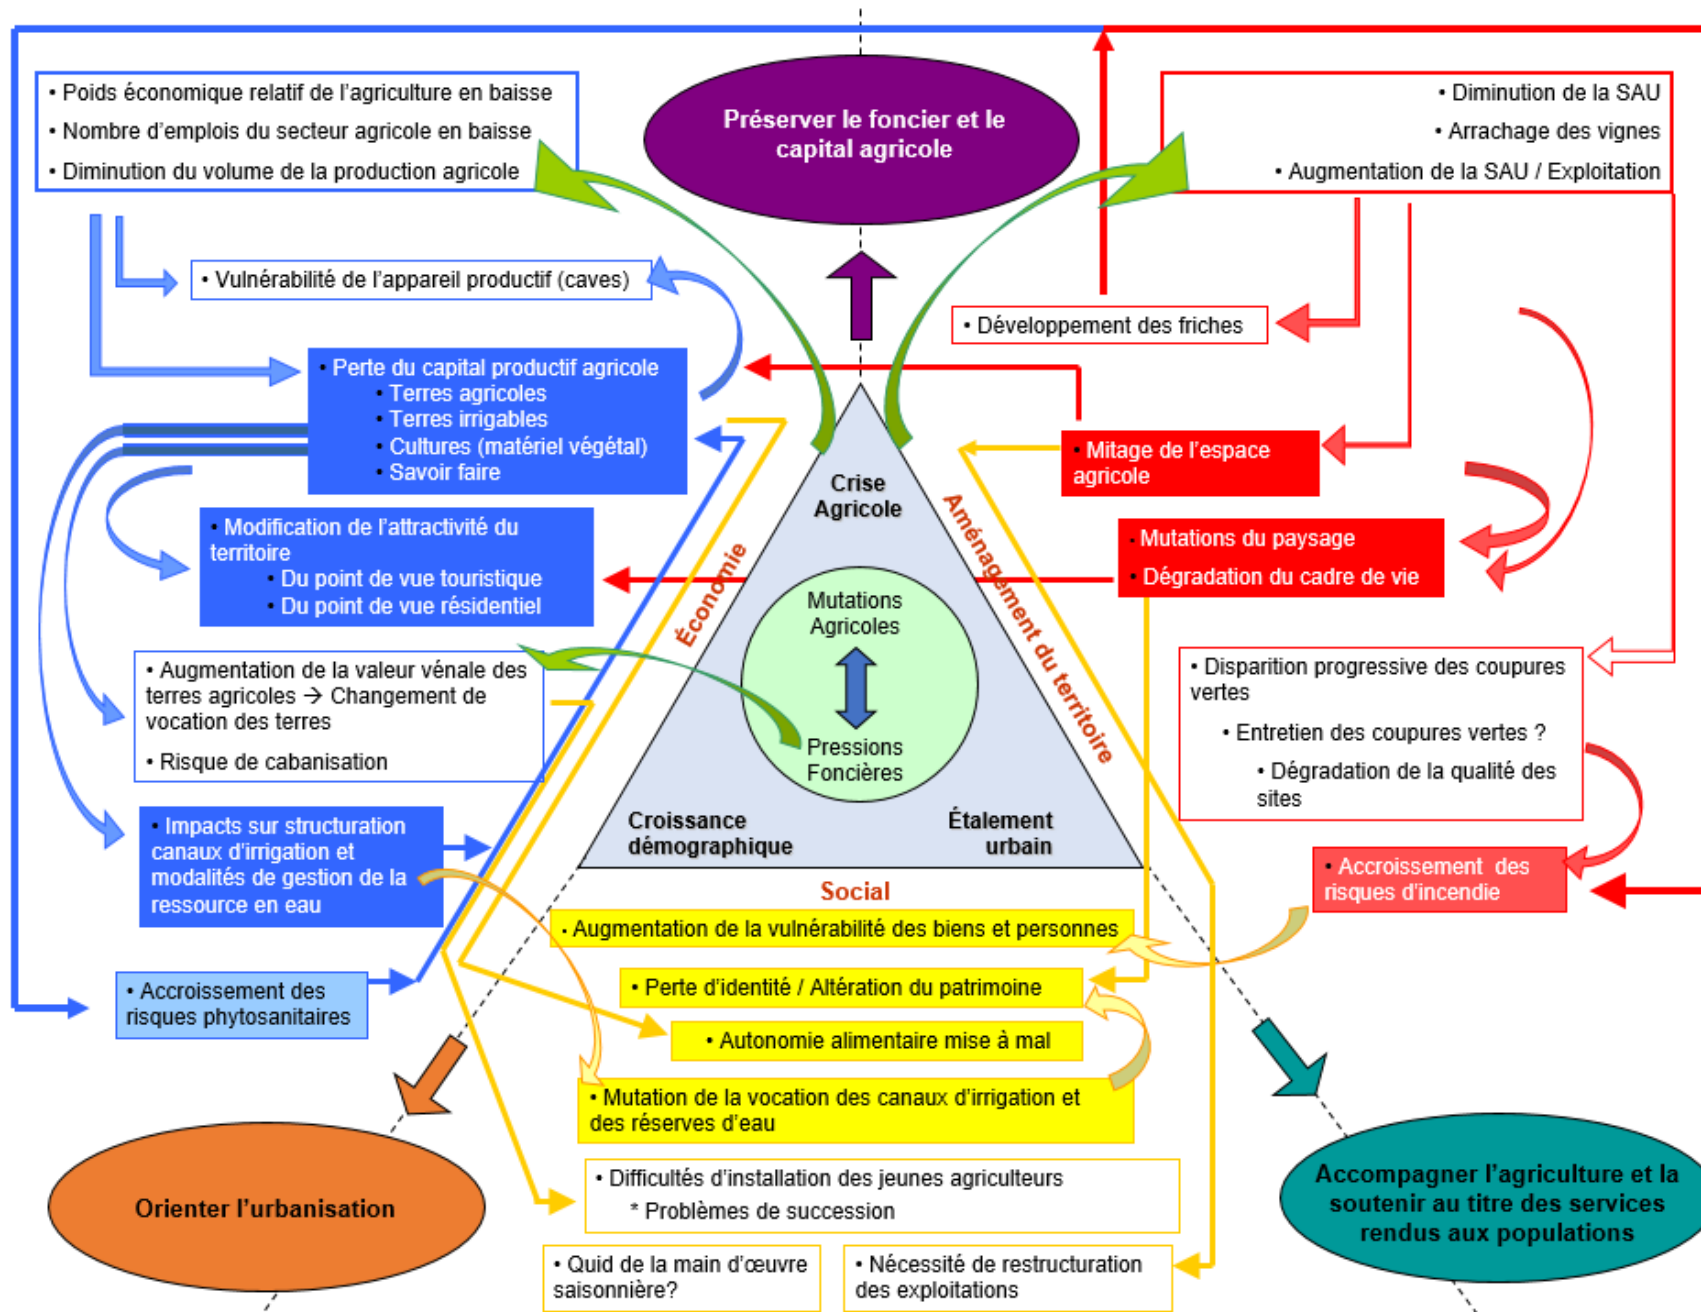 • Poids économique relatif de l’agriculture en baisse
• Nombre d’emplois du secteur agricole en baisse
• Diminution du volume de la production agricole
Préserver le foncier et le
capital agricole
• Diminution de la SAU
• Arrachage des vignes
• Augmentation de la SAU / Exploitation
• Vulnérabilité de l’appareil productif (caves)
• Développement des friches
• Perte du capital productif agricole
• Terres agricoles
• Terres irrigables
• Cultures (matériel végétal)
• Savoir faire
• Mitage de l’espace
agricole
Crise
Agricole
• Modification de l’attractivité du
territoire
• Du point de vue touristique
• Du point de vue résidentiel
• Mutations du paysage
• Dégradation du cadre de vie
Économie
Aménagement du territoire
Mutations
Agricoles
Pressions
Foncières
• Augmentation de la valeur vénale des
terres agricoles → Changement de
vocation des terres
• Risque de cabanisation
• Disparition progressive des coupures
vertes
• Entretien des coupures vertes ?
• Dégradation de la qualité des
sites
Croissance
démographique
Étalement
urbain
• Impacts sur structuration
canaux d’irrigation et
modalités de gestion de la
ressource en eau
• Accroissement des
risques d’incendie
Social
• Augmentation de la vulnérabilité des biens et personnes
• Perte d’identité / Altération du patrimoine
• Accroissement des
risques phytosanitaires
• Autonomie alimentaire mise à mal
• Mutation de la vocation des canaux d’irrigation et
des réserves d’eau
• Difficultés d’installation des jeunes agriculteurs
* Problèmes de succession
Orienter l’urbanisation
Accompagner l’agriculture et la
soutenir au titre des services
rendus aux populations
• Quid de la main d’œuvre
saisonnière?
• Nécessité de restructuration
des exploitations